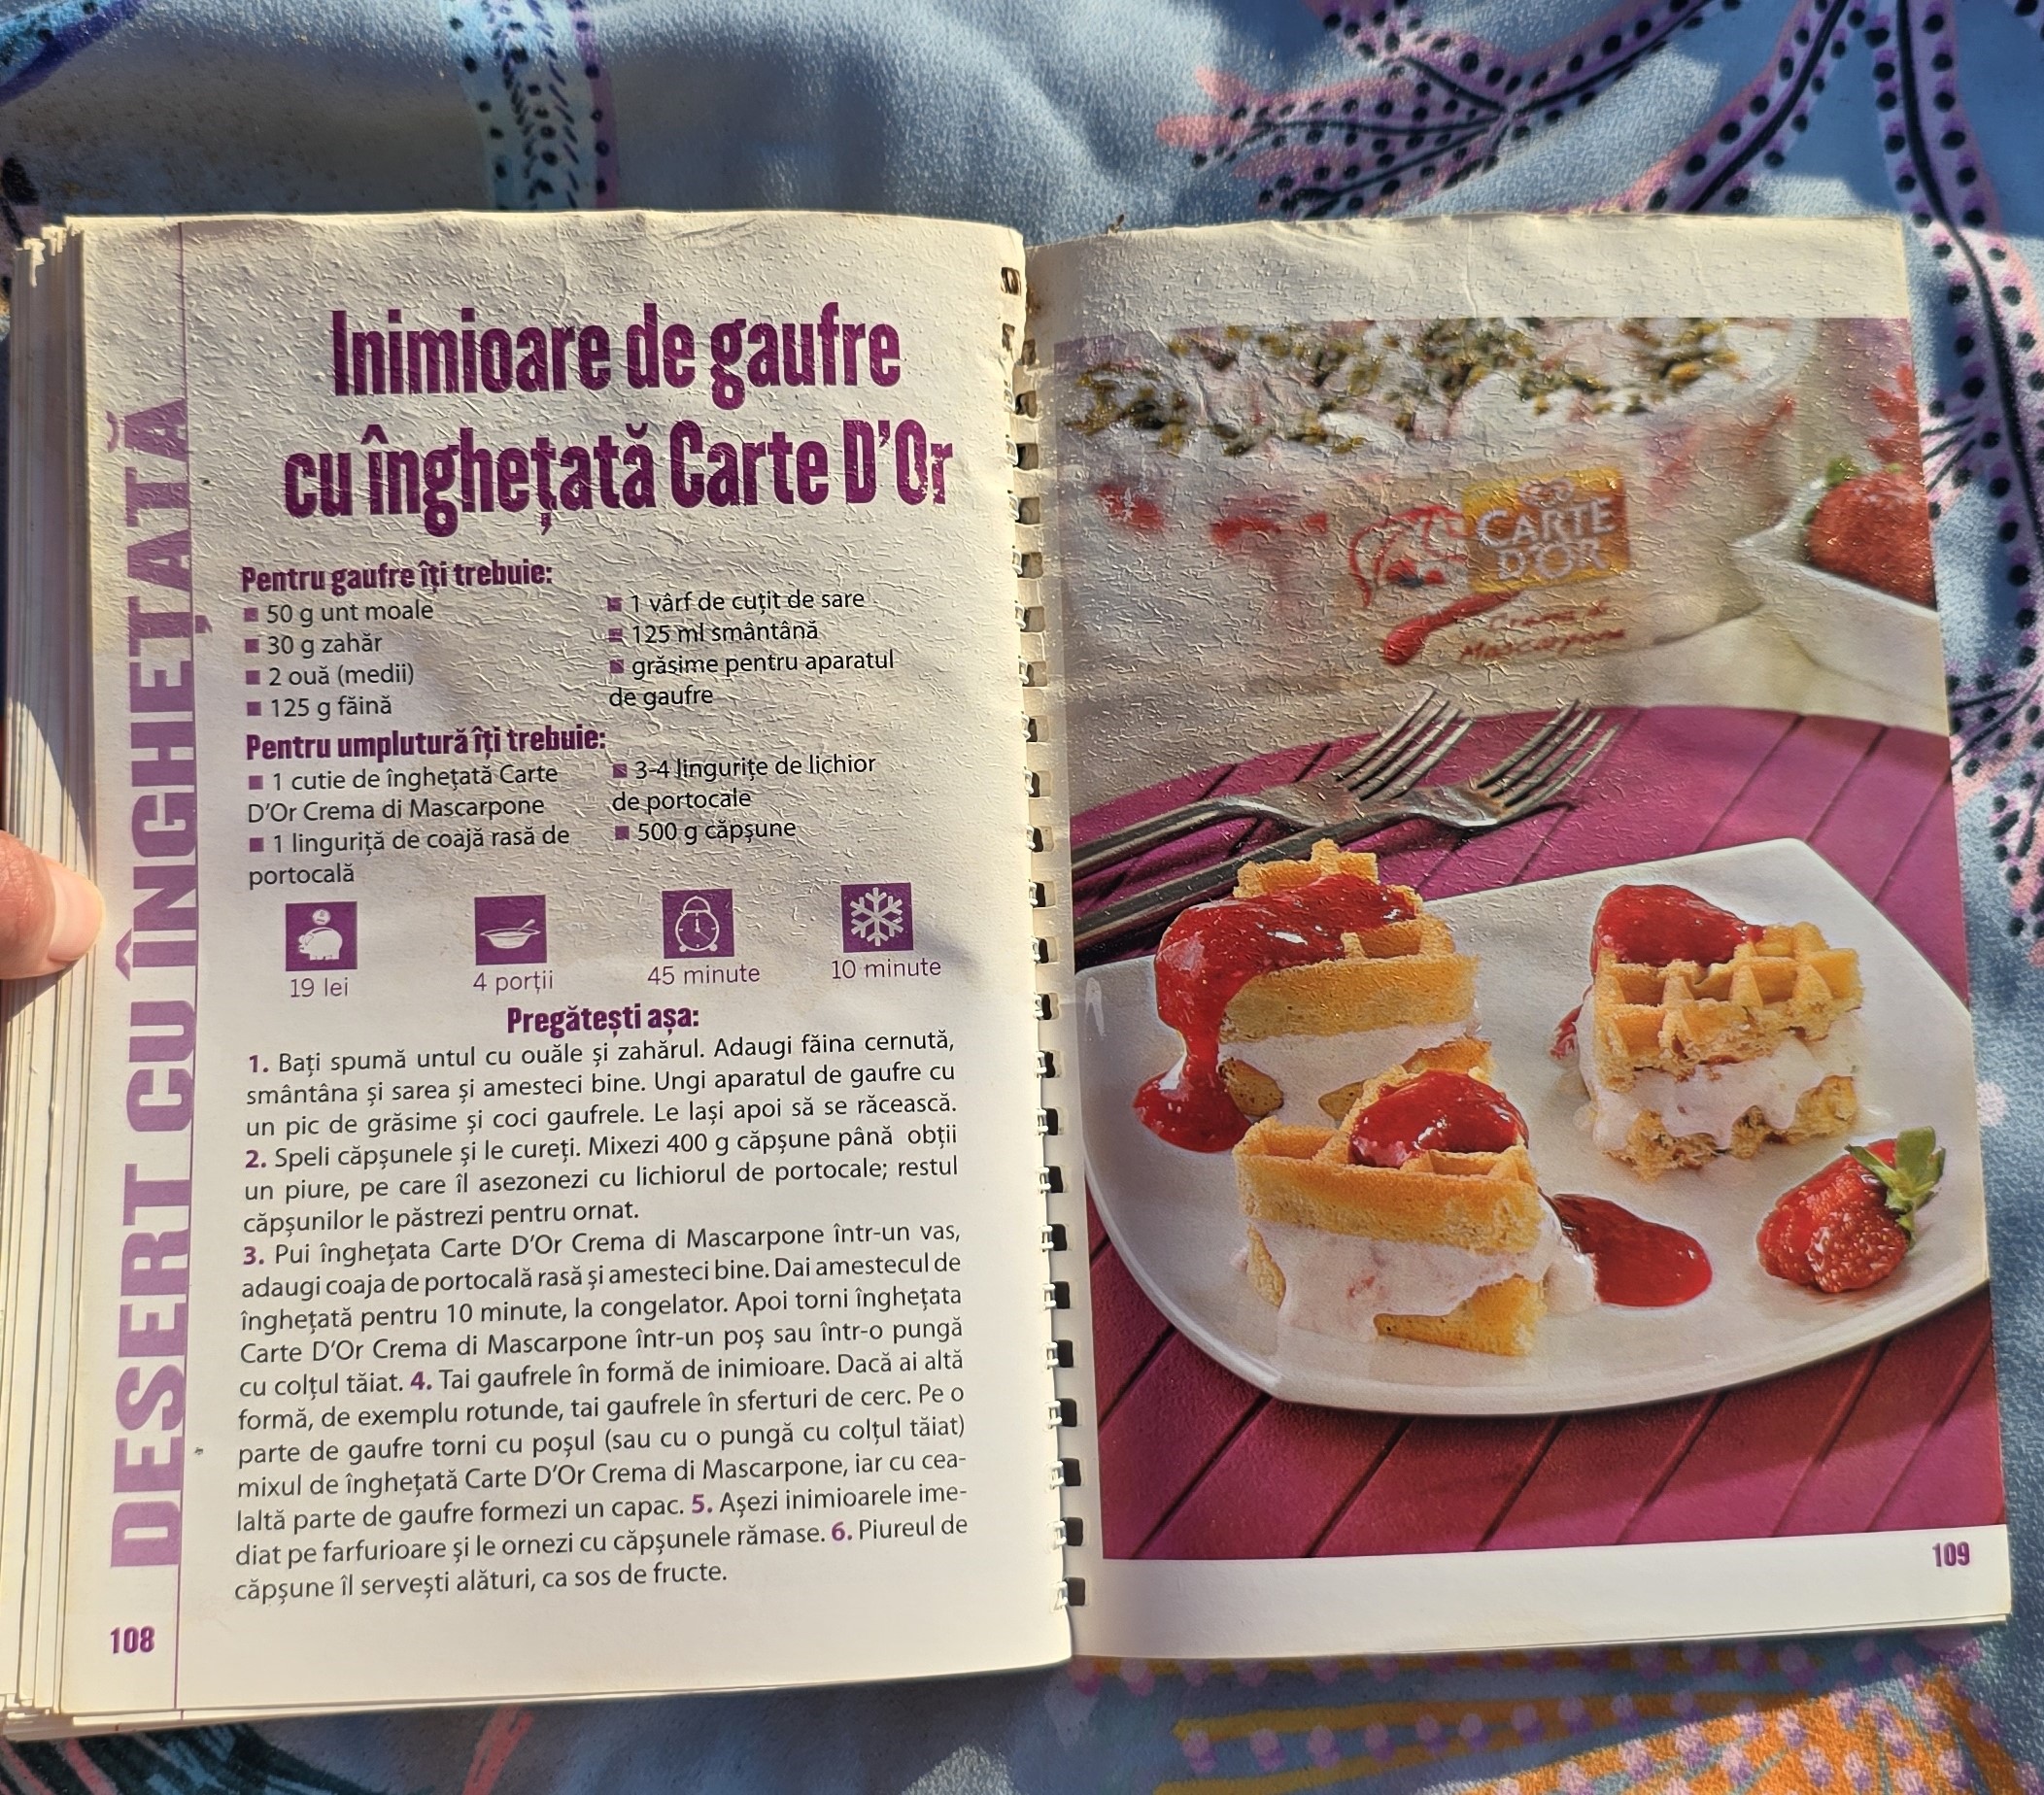 DESERT CU ÎNGHEȚATĂ
Inimioare de gaufre
cu înghețată Carte D'Or
Pentru gaufre îți trebuie:
50 g unt moale
30 g zahăr
2 ouă (medii)
125 g făină
1 vârf de cuțit de sare
125 ml smântână
grăsime pentru aparatul
de gaufre
Pentru umplutură îți trebuie:
1 cutie de înghețată Carte
D'Or Crema di Mascarpone
1 linguriță de coajă rasă de
portocală
3-4 lingurițe de lichior
de portocale
500 g căpșune
19 lei
4 porții
45 minute
10 minute
Pregătești așa:
1. Bați spumă untul cu ouăle și zahărul. Adaugi făina cernută,
smântâna și sarea și amesteci bine. Ungi aparatul de gaufre cu
un pic de grăsime și coci gaufrele. Le lași apoi să se răcească.
2. Speli căpșunele și le cureți. Mixezi 400 g căpșune până obții
un piure, pe care îl asezonezi cu lichiorul de portocale; restul
căpșunilor le păstrezi pentru ornat.
3. Pui înghețata Carte D'Or Crema di Mascarpone într-un vas,
adaugi coaja de portocală rasă și amesteci bine. Dai amestecul de
înghețată pentru 10 minute, la congelator. Apoi torni înghețata
Carte D'Or Crema di Mascarpone într-un poș sau într-o pungă
cu colțul tăiat. 4. Tai gaufrele în formă de inimioare. Dacă ai altă
formă, de exemplu rotunde, tai gaufrele în sferturi de cerc. Pe o
parte de gaufre torni cu poșul (sau cu o pungă cu colțul tăiat)
mixul de înghețată Carte D'Or Crema di Mascarpone, iar cu cea-
laltă parte de gaufre formezi un capac. 5. Așezi inimioarele ime-
diat pe farfurioare și le ornezi cu căpșunele rămase. 6. Piureul de
căpșune îl servești alături, ca sos de fructe.
108
CARTE
D'OR
Crema di
Mascarpone
109